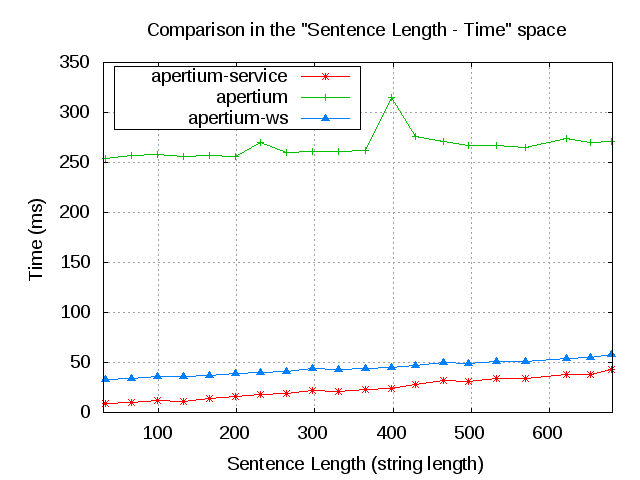 Comparison in the "Sentence Length - Time" space
350
300
250
200
150
100
50
0
Time (ms)
apertium-service
apertium
apertium-ws
100 200 300 400 500 600
Sentence Length (string length)